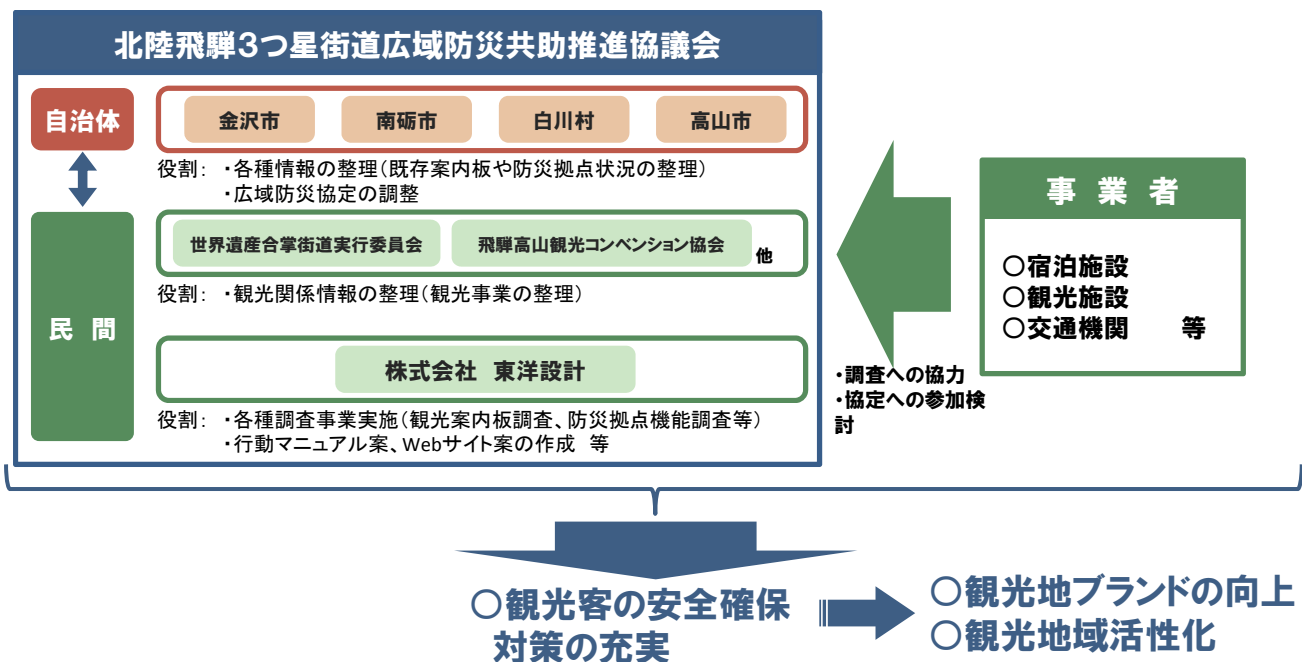 北陸飛騨3つ星街道広域防災共助推進協議会
自治体
金沢市 南砺市 白川村 高山市
役割: ・各種情報の整理(既存案内板や防災拠点状況の整理)
・広域防災協定の調整
民 間
世界遺産合掌街道実行委員会 飛騨高山観光コンベンション協会 他
役割: ・観光関係情報の整理(観光事業の整理)
株式会社 東洋設計
役割: ・各種調査事業実施(観光案内板調査、防災拠点機能調査等)
・行動マニュアル案、Webサイト案の作成 等
事 業 者
○宿泊施設
○観光施設
○交通機関 等
・調査への協力
・協定への参加検
討
○観光客の安全確保
対策の充実
○観光地ブランドの向上
○観光地域活性化